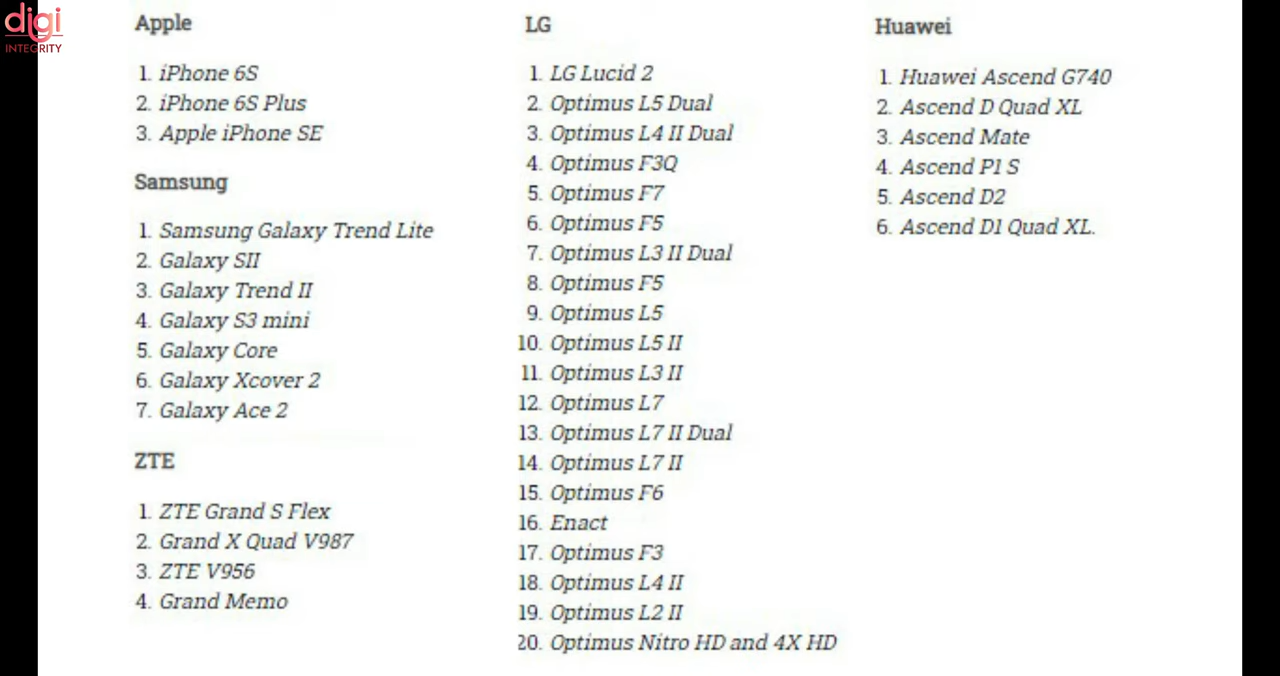 digi
INTEGRITY
Apple
1. iPhone 6S
2. iPhone 6S Plus
3. Apple iPhone SE
Samsung
1. Samsung Galaxy Trend Lite
2. Galaxy SII
3. Galaxy Trend II
4. Galaxy S3 mini
5. Galaxy Core
6. Galaxy Xcover 2
7. Galaxy Ace 2
ZTE
1. ZTE Grand S Flex
2. Grand X Quad V987
3. ZTE V956
4. Grand Memo
LG
1. LG Lucid 2
2. Optimus L5 Dual
3. Optimus L4 II Dual
4. Optimus F3Q
5. Optimus F7
6. Optimus F5
7. Optimus L3 II Dual
8. Optimus F5
9. Optimus L5
10. Optimus L5 II
11. Optimus L3 II
12. Optimus L7
13. Optimus L7 II Dual
14. Optimus L7 II
15. Optimus F6
16. Enact
17. Optimus F3
18. Optimus L4 II
19. Optimus L2 II
20. Optimus Nitro HD and 4X HD
Huawei
1. Huawei Ascend G740
2. Ascend D Quad XL
3. Ascend Mate
4. Ascend P1 S
5. Ascend D2
6. Ascend D1 Quad XL.